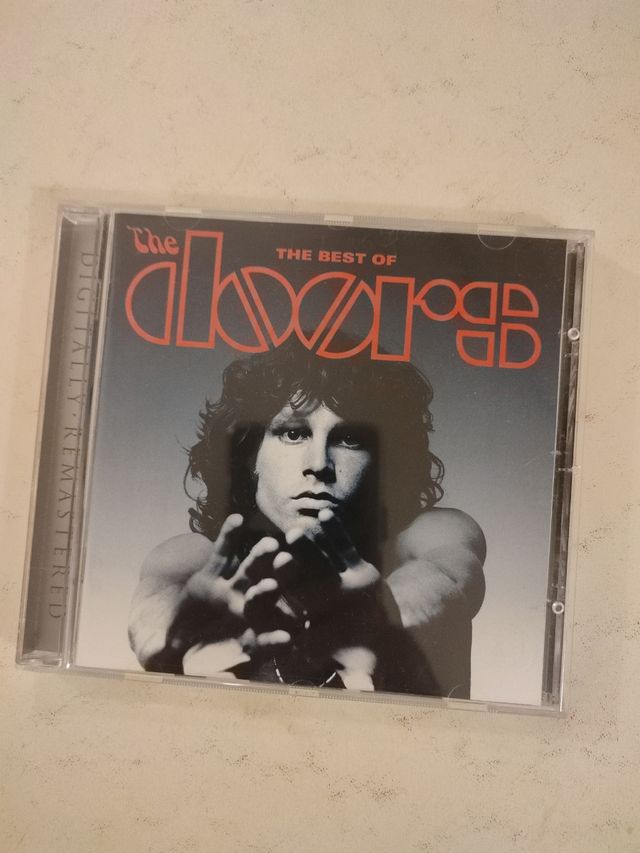 The
THE BEST OF
DOORS
DIGITALLY·REMASTERED